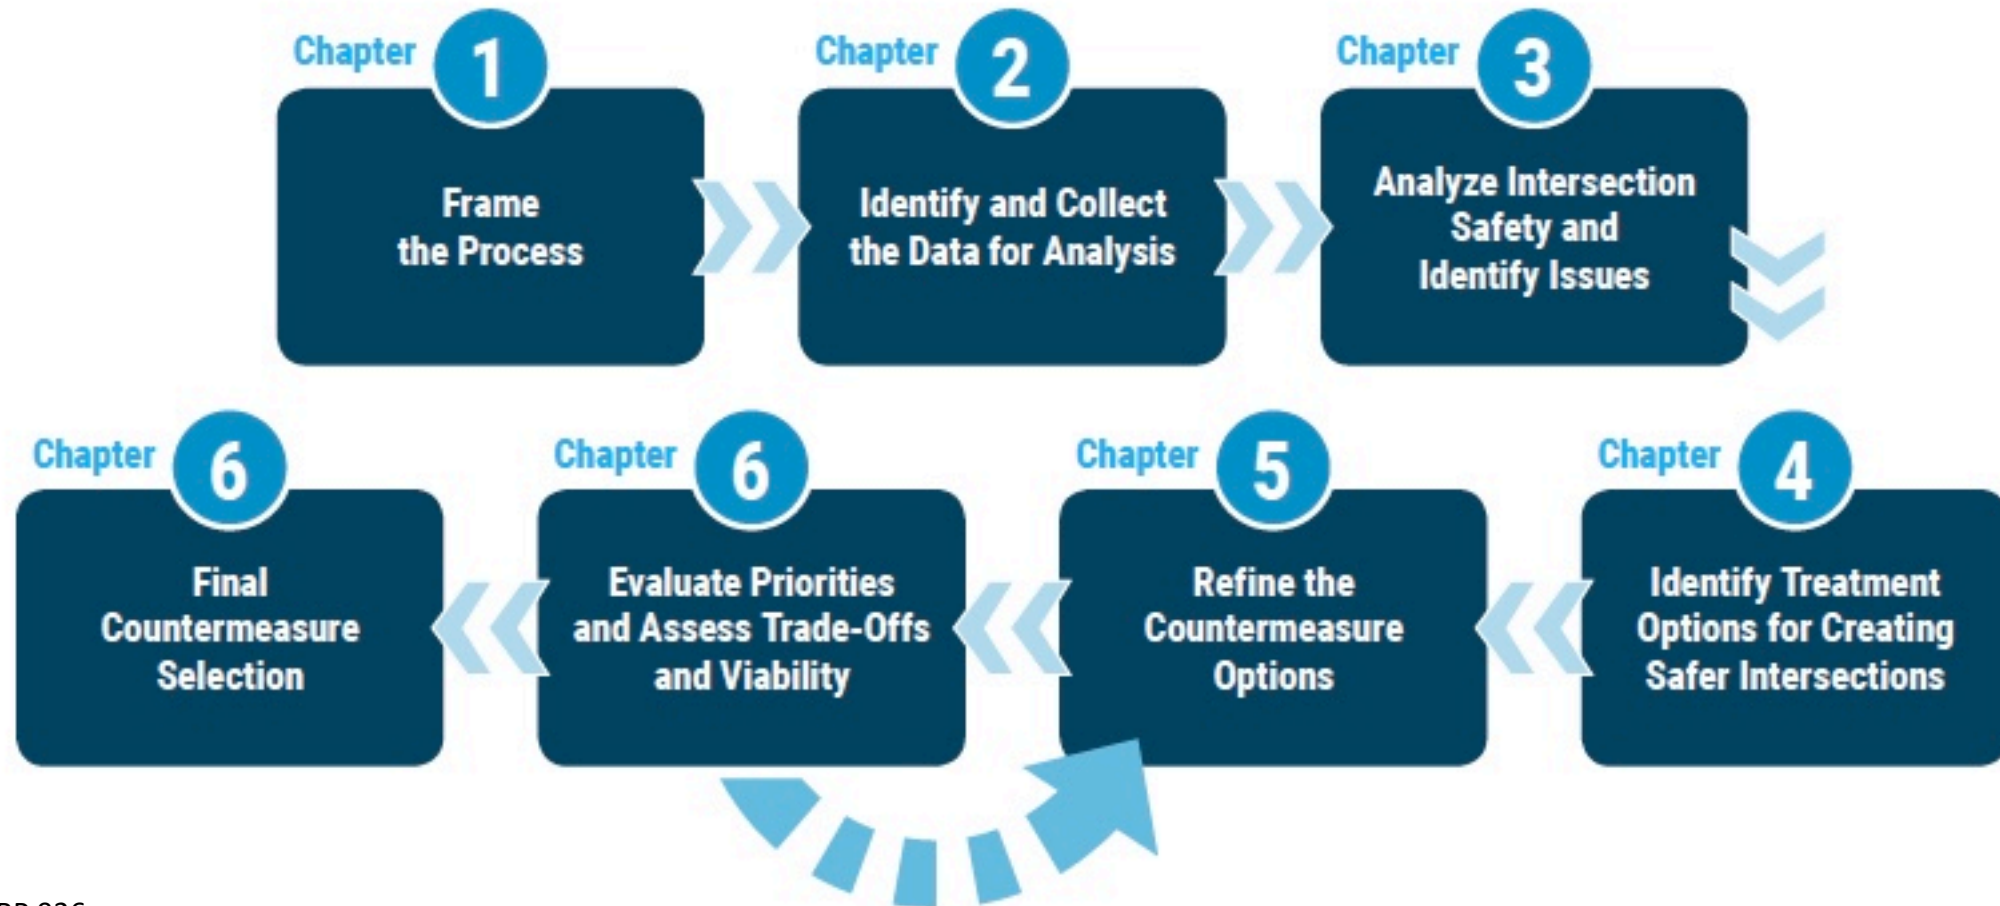 Chapter 1
Frame
the Process
Chapter 2
Identify and Collect
the Data for Analysis
Chapter 3
Analyze Intersection
Safety and
Identify Issues
Chapter 4
Identify Treatment
Options for Creating
Safer Intersections
Chapter 5
Refine the
Countermeasure
Options
Chapter 6
Evaluate Priorities
and Assess Trade-Offs
and Viability
Chapter 6
Final
Countermeasure
Selection